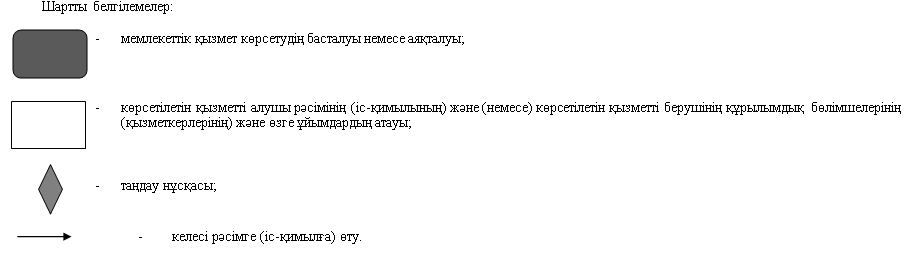 Шартты белгілемелер:
- мемлекеттік қызмет көрсетудің басталуы немесе аяқталуы;
- көрсетілетін қызметті алушы рәсімінің (іс-қимылының) және (немесе) көрсетілетін қызметті берушінің құрылымдық бөлімшелерінің
(қызметкерлерінің) және өзге ұйымдардың атауы;
- таңдау нұсқасы;
- келесі рәсімге (іс-қимылға) өту.